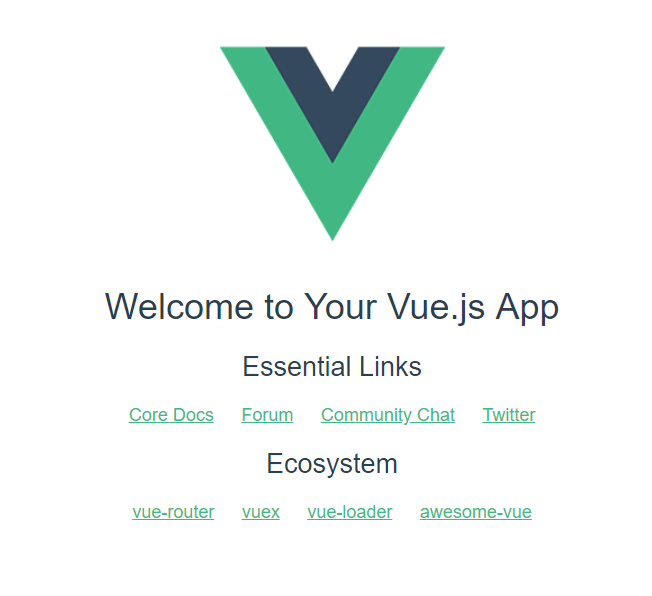 Welcome to Your Vue.js App
Essential Links
Core Docs Forum Community Chat Twitter
Ecosystem
vue-router vuex vue-loader awesome-vue